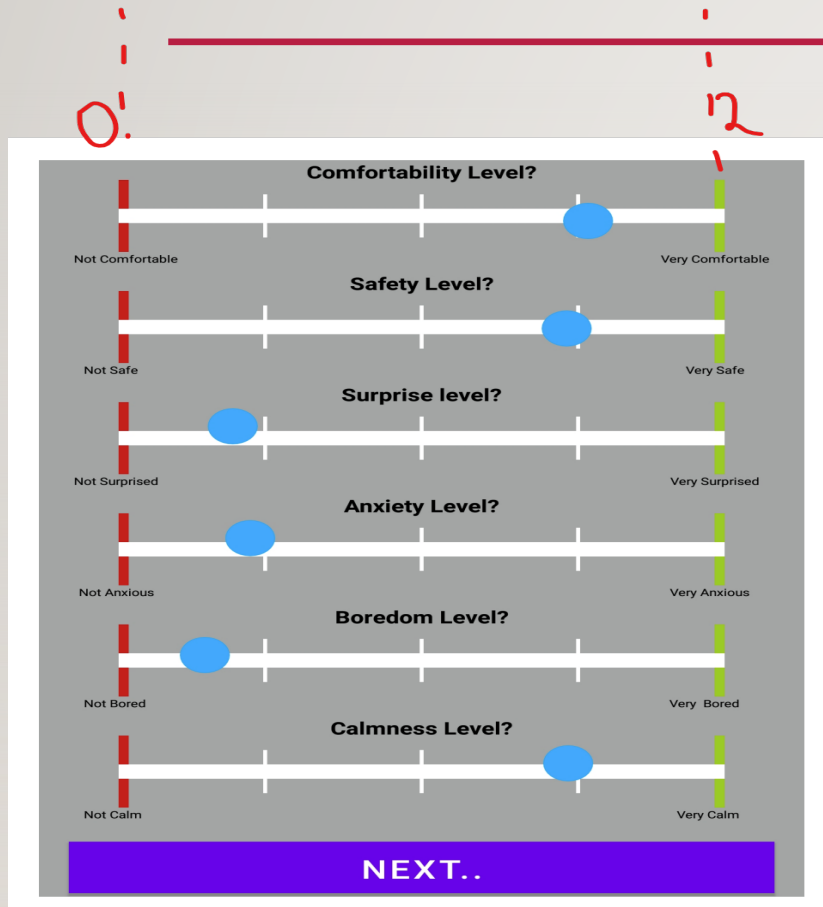 0.
2
Comfortability Level?
Not Comfortable
Very Comfortable
Safety Level?
Not Safe
Very Safe
Surprise level?
Not Surprised
Very Surprised
Anxiety Level?
Not Anxious
Very Anxious
Boredom Level?
Not Bored
Very  Bored
Calmness Level?
Not Calm
Very Calm
NEXT..